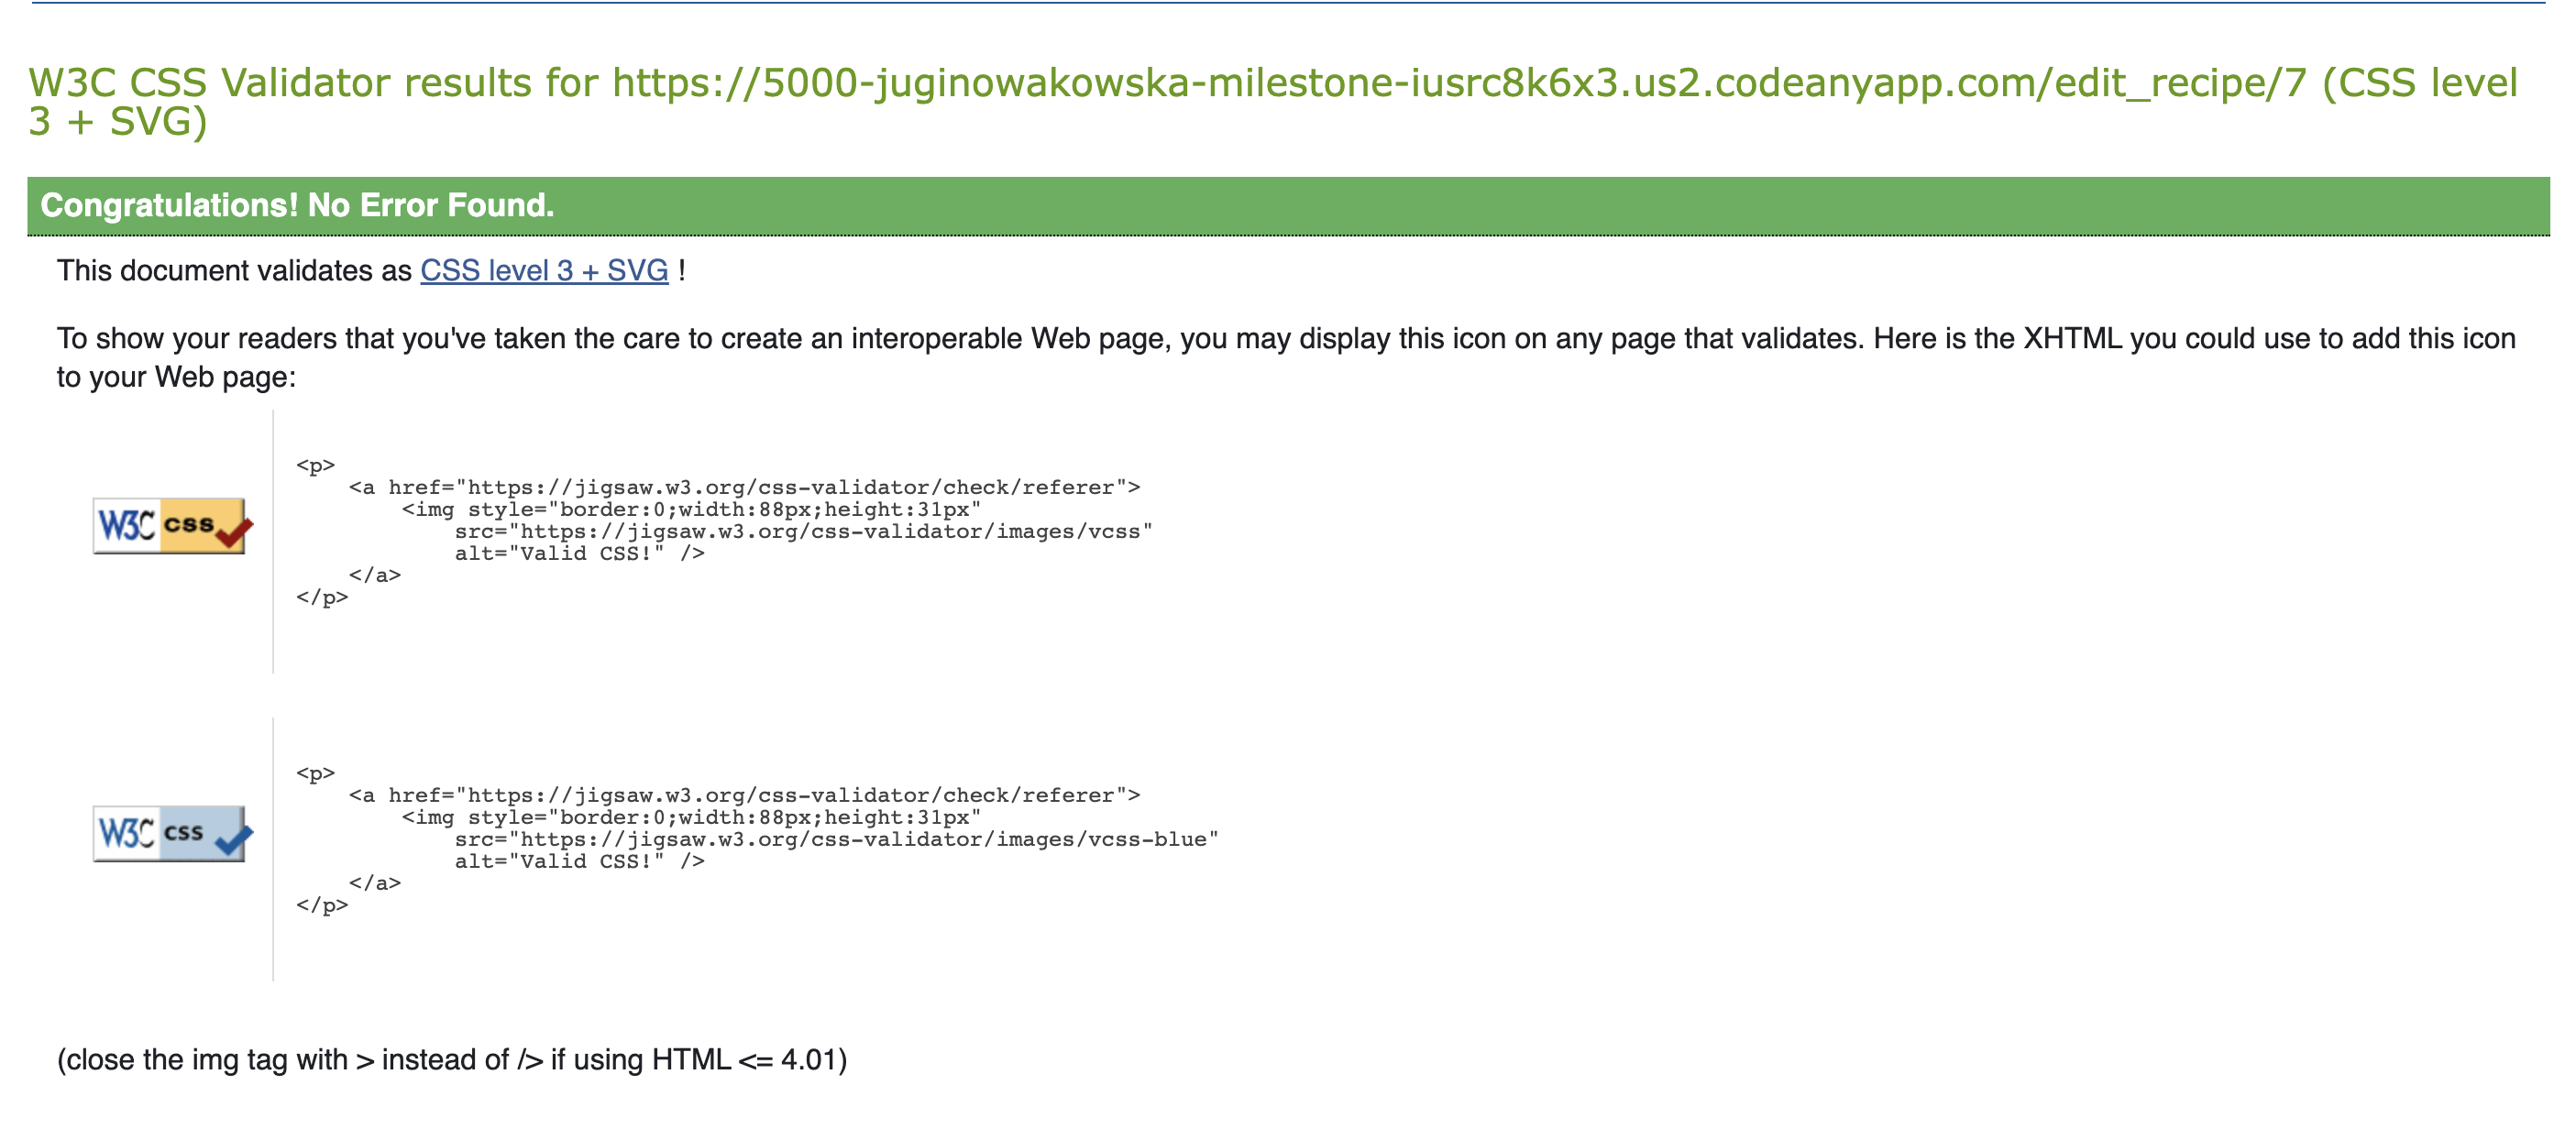 W3C CSS Validator results for https://5000-juginowakowska-milestone-iusrc8k6x3.us2.codeanyapp.com/edit_recipe/7 (CSS level
3 + SVG)
Congratulations! No Error Found.
This document validates as CSS level 3 + SVG !
To show your readers that you've taken the care to create an interoperable Web page, you may display this icon on any page that validates. Here is the XHTML you could use to add this icon
to your Web page:
<p>
<a href="https://jigsaw.w3.org/css-validator/check/referer">
<img style="border:0;width:88px;height:31px"
src="https://jigsaw.w3.org/css-validator/images/vcss"
alt="Valid CSS!" />
</a>
</p>
W3C css
<p>
<a href="https://jigsaw.w3.org/css-validator/check/referer">
<img style="border:0;width:88px;height:31px"
src="https://jigsaw.w3.org/css-validator/images/vcss-blue"
alt="Valid CSS!" />
</a>
</p>
W3C css
(close the img tag with > instead of /> if using HTML <= 4.01)